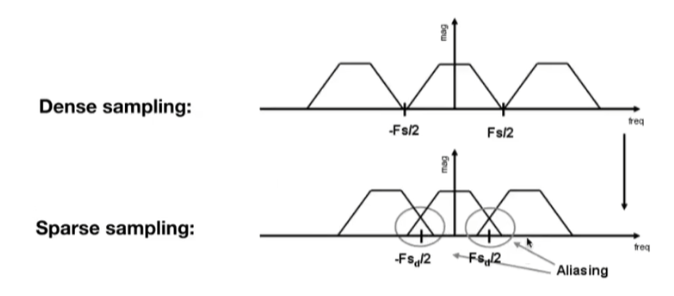 mag
Dense sampling:
freq
-Fs/2
Fs/2
mag
Sparse sampling:
freq
-Fsd/2
Fsd/2
Aliasing